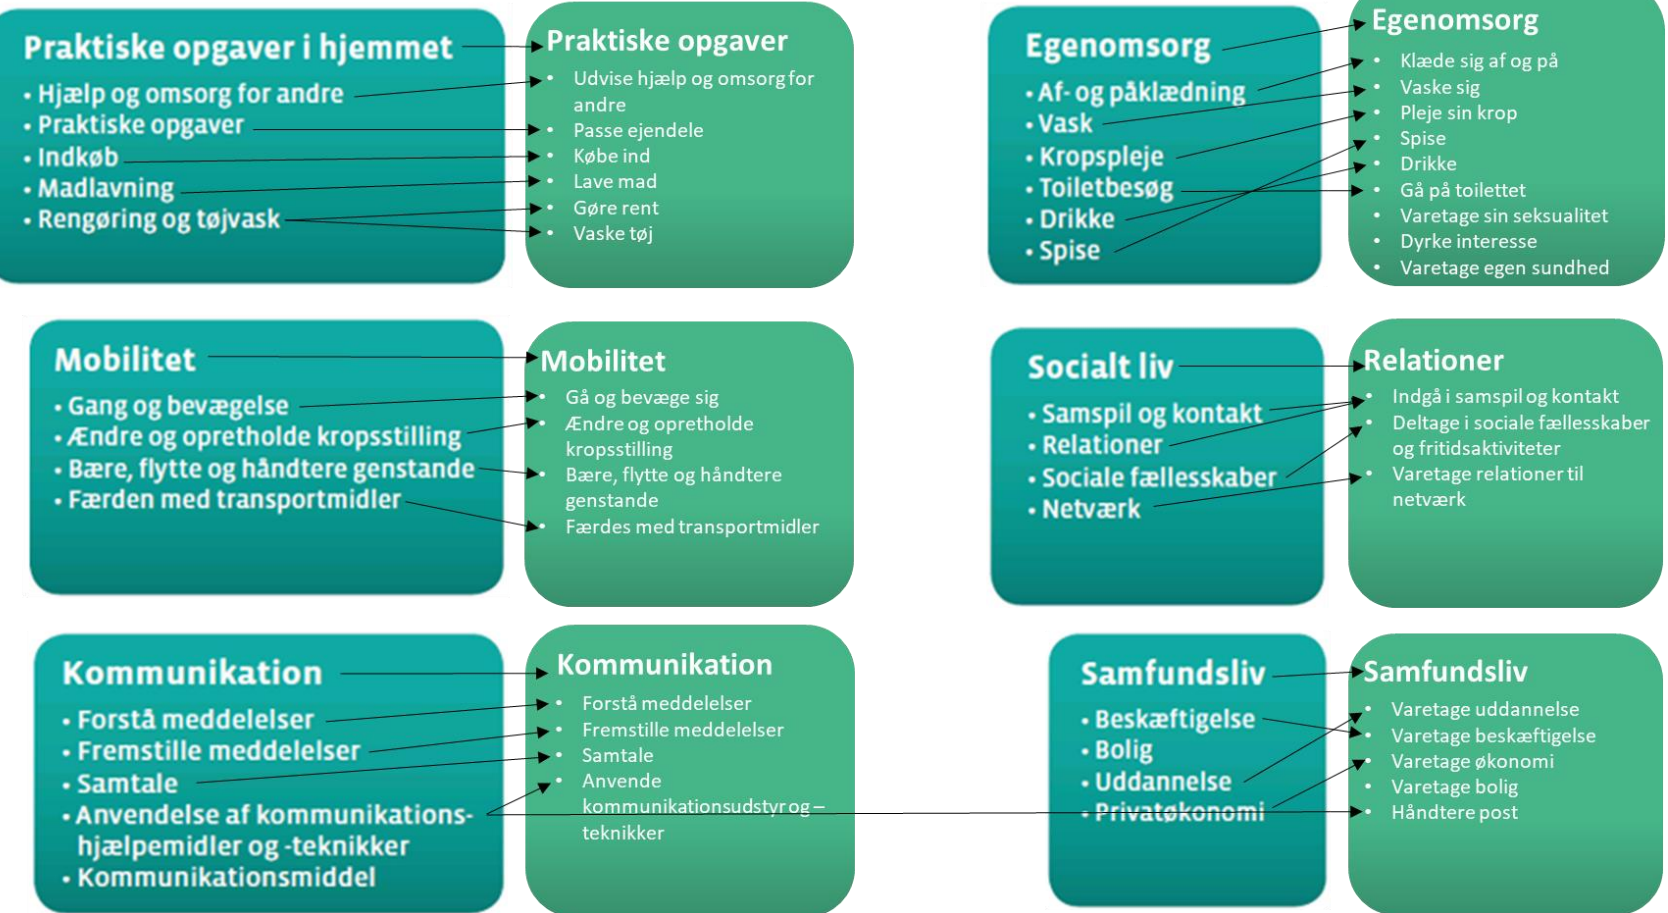 Praktiske opgaver i hjemmet
• Hjælp og omsorg for andre
• Praktiske opgaver
• Indkøb
• Madlavning
• Rengøring og tøjvask
Praktiske opgaver
• Udvise hjælp og omsorg for
andre
• Passe ejendele
• Købe ind
• Lave mad
• Gøre rent
• Vaske tøj
Egenomsorg
• Af- og påklædning
• Vask
• Kropspleje
• Toiletbesøg
• Drikke
• Spise
Egenomsorg
• Klæde sig af og på
• Vaske sig
• Pleje sin krop
• Spise
• Drikke
• Gå på toilettet
• Varetage sin seksualitet
• Dyrke interesse
• Varetage egen sundhed
Mobilitet
• Gang og bevægelse
• Ændre og opretholde kropsstilling
• Bære, flytte og håndtere genstande
• Færden med transportmidler
Mobilitet
• Gå og bevæge sig
• Ændre og opretholde
kropsstilling
• Bære, flytte og håndtere
genstande
• Færdes med transportmidler
Socialt liv
• Samspil og kontakt
• Relationer
• Sociale fællesskaber
• Netværk
Relationer
• Indgå i samspil og kontakt
• Deltage i sociale fællesskaber
og fritidsaktiviteter
• Varetage relationer til
netværk
Kommunikation
• Forstå meddelelser
• Fremstille meddelelser
• Samtale
• Anvendelse af kommunikations-
hjælpemidler og -teknikker
• Kommunikationsmiddel
Kommunikation
• Forstå meddelelser
• Fremstille meddelelser
• Samtale
• Anvende
kommunikationsudstyr og –
teknikker
Samfundsliv
• Beskæftigelse
• Bolig
• Uddannelse
• Privatøkonomi
Samfundsliv
• Varetage uddannelse
• Varetage beskæftigelse
• Varetage økonomi
• Varetage bolig
• Håndtere post